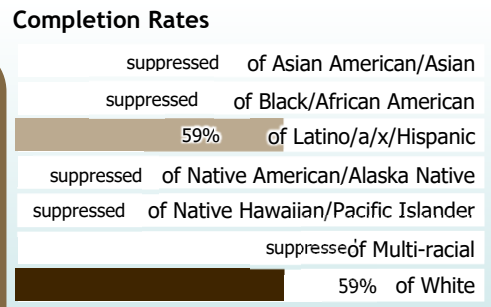 Completion Rates
suppressed of Asian American/Asian
suppressed of Black/African American
59% of Latino/a/x/Hispanic
suppressed of Native American/Alaska Native
suppressed of Native Hawaiian/Pacific Islander
suppresseof Multi-racial
59% of White